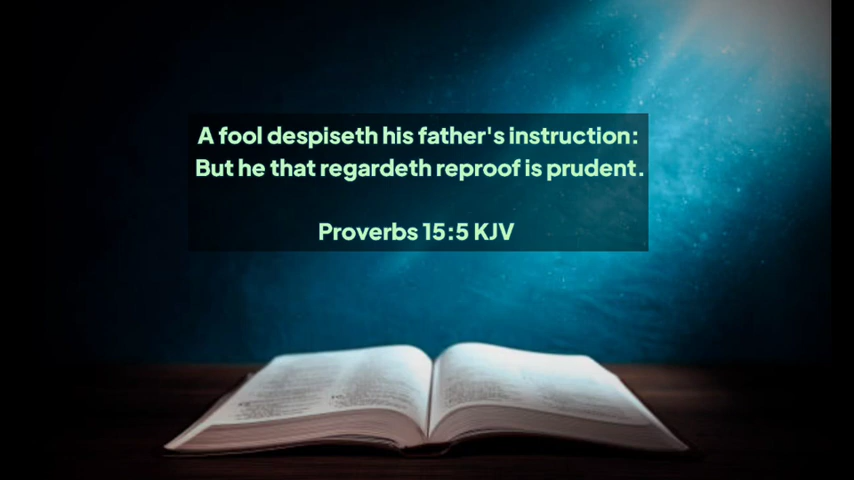 A fool despiseth his father's instruction:
But he that regardeth reproof is prudent.
Proverbs 15:5 KJV